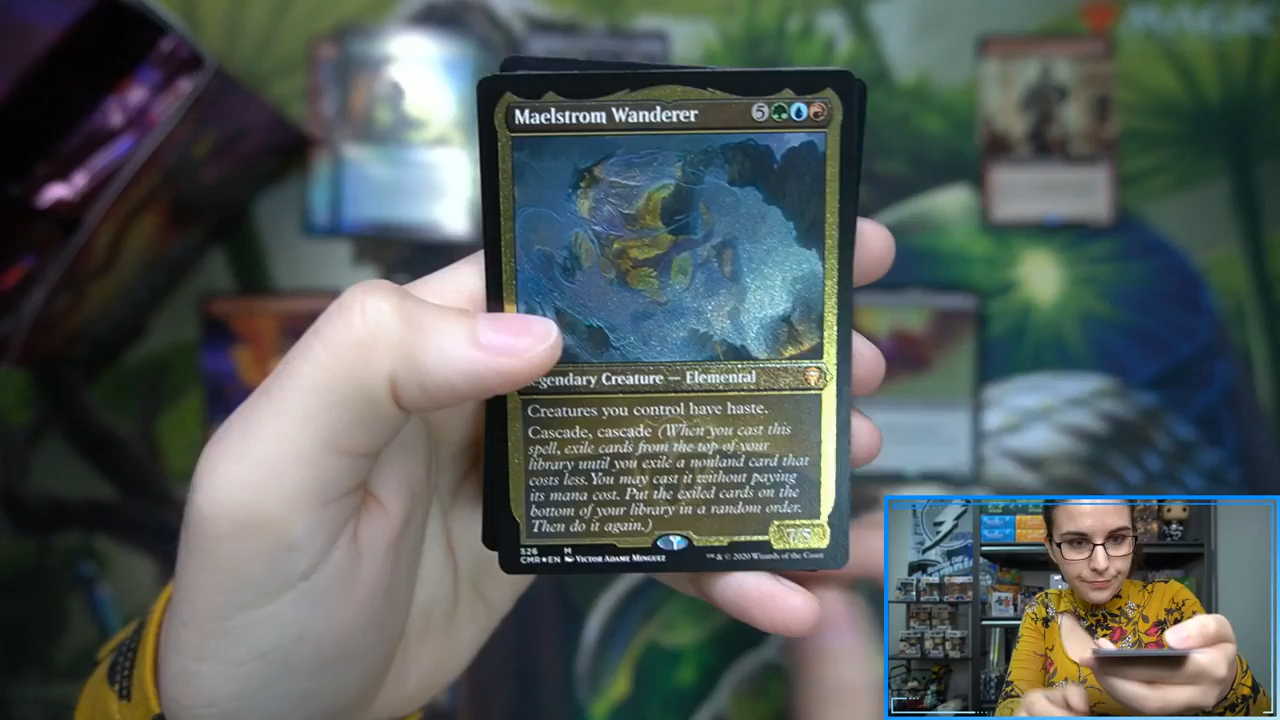 MAGIC
Maelstrom Wanderer 5
Legendary Creature — Elemental
Creatures you control have haste.
Cascade, cascade (When you cast this
spell, exile cards from the top of your
library until you exile a nonland card that
costs less. You may cast it without paying
its mana cost. Put the exiled cards on the
bottom of your library in a random order.
Then do it again.)
7/5
526 M
CMR★EN Victor Adame Minguez ™ & © 2020 Wizards of the Coast